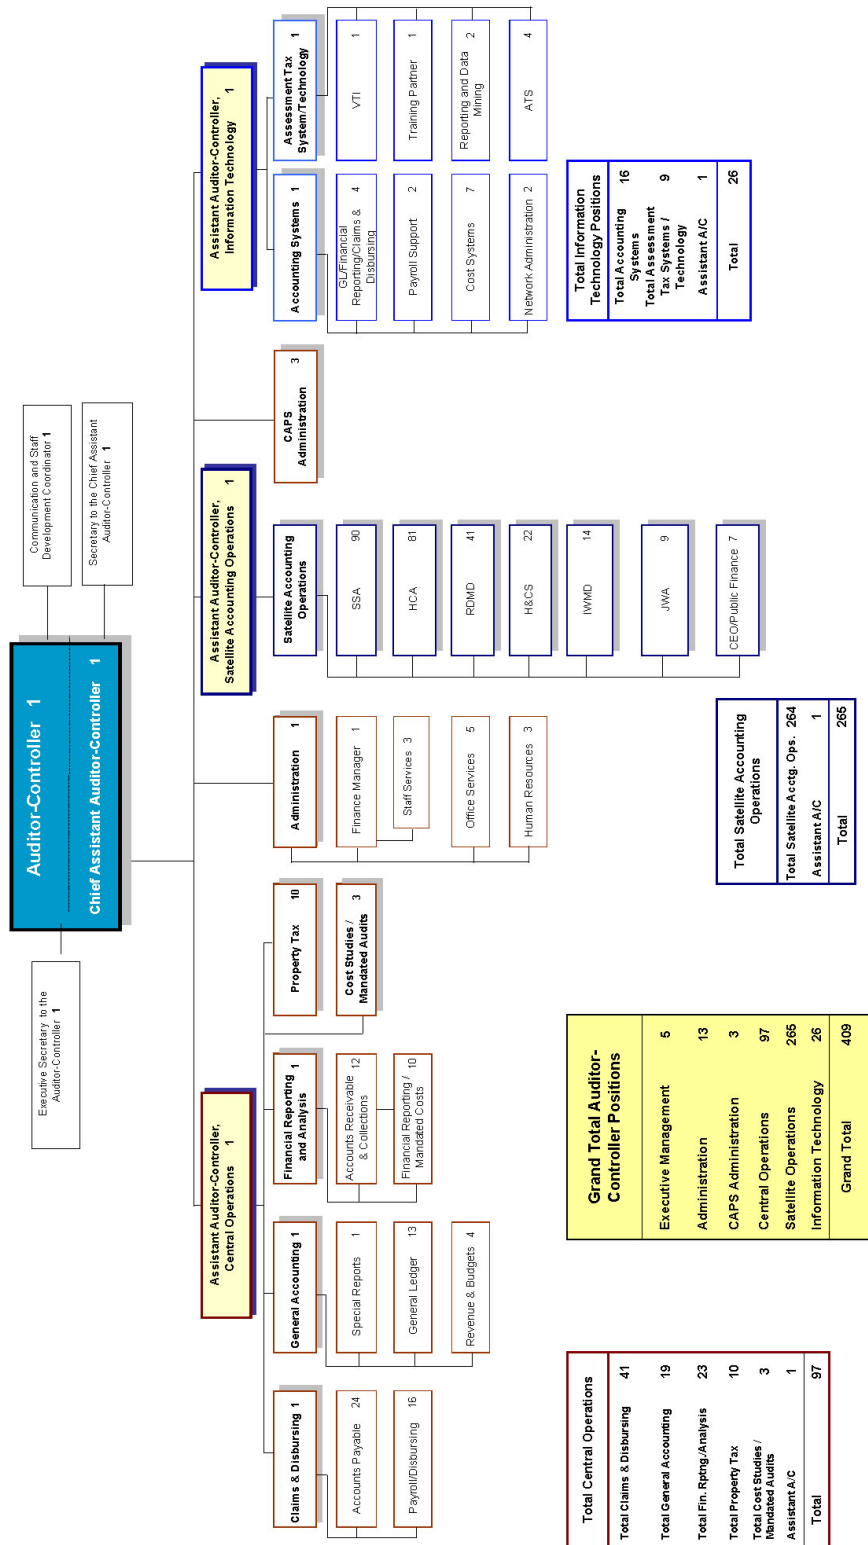 Auditor-Controller 1
Chief Assistant Auditor-Controller 1
Executive Secretary to the
Auditor-Controller 1
Communication and Staff
Development Coordinator 1
Secretary to the Chief Assistant
Auditor-Controller 1
Assistant Auditor-Controller,
Central Operations 1
Claims & Disbursing 1
Accounts Payable 24
Payroll/Disbursing 16
General Accounting 1
Special Reports 1
General Ledger 13
Revenue & Budgets 4
Financial Reporting 1
and Analysis
Accounts Receivable 12
& Collections
Financial Reporting / 10
Mandated Costs
Property Tax 10
Cost Studies / 3
Mandated Audits
Administration 1
Finance Manager 1
Staff Services 3
Office Services 5
Human Resources 3
Assistant Auditor-Controller,
Satellite Accounting Operations 1
Satellite Accounting
Operations
SSA 90
HCA 81
RDMD 41
H&CS 22
IWMD 14
JWA 9
CEO/Public Finance 7
CAPS 3
Administration
Assistant Auditor-Controller,
Information Technology 1
Accounting Systems 1
GL/Financial
Reporting/Claims & 4
Disbursing
Payroll Support 2
Cost Systems 7
Network Administration 2
Assessment Tax 1
System/Technology
VTI 1
Training Partner 1
Reporting and Data 2
Mining
ATS 4
Total Central Operations
Total Claims & Disbursing 41
Total General Accounting 19
Total Fin. Rptng./Analysis 23
Total Property Tax 10
Total Cost Studies / 3
Mandated Audits
Assistant A/C 1
Total 97
Grand Total Auditor-
Controller Positions
Executive Management 5
Administration 13
CAPS Administration 3
Central Operations 97
Satellite Operations 265
Information Technology 26
Grand Total 409
Total Satellite Accounting
Operations
Total Satellite Acctg. Ops. 264
Assistant A/C 1
Total 265
Total Information
Technology Positions
Total Accounting 16
Systems
Total Assessment
Tax Systems / 9
Technology
Assistant A/C 1
Total 26